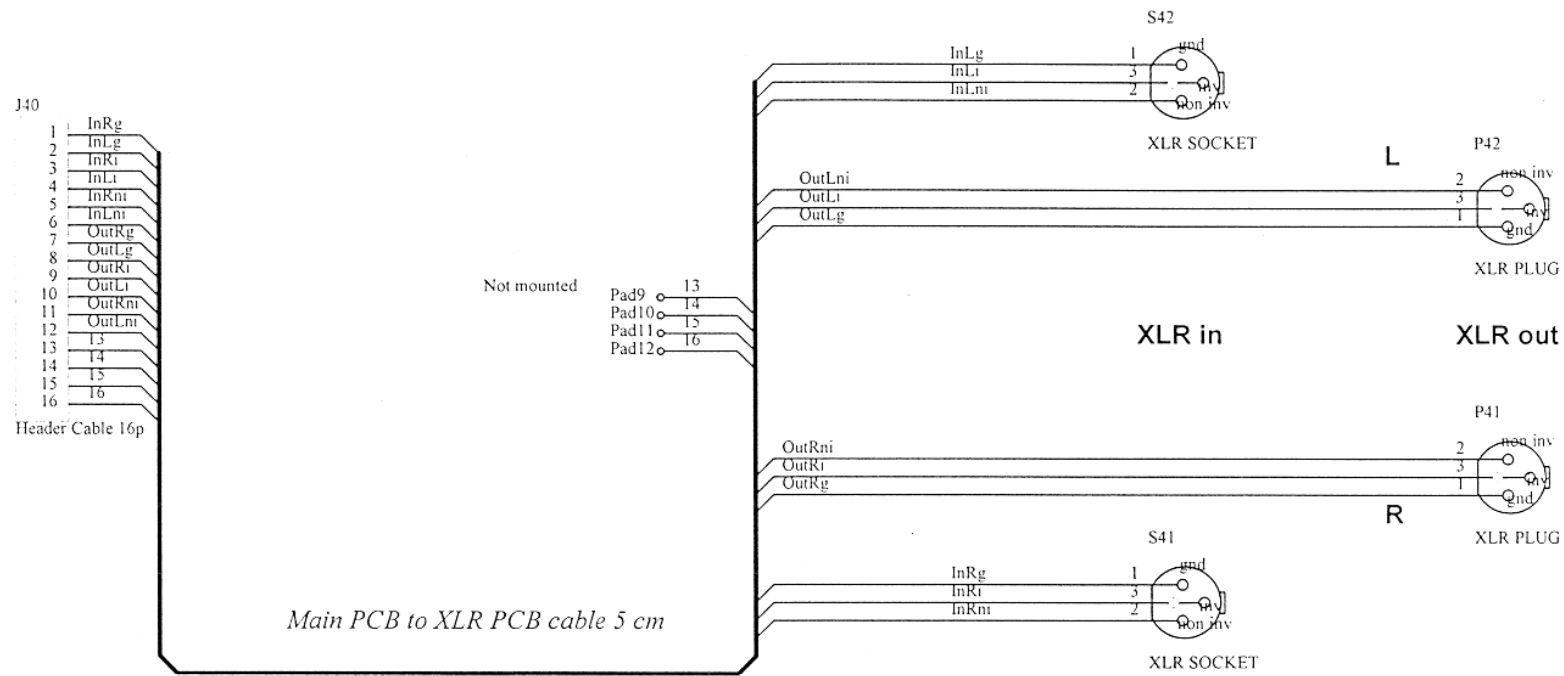 J40
1 InRg
2 InLg
3 InRi
4 InLi
5 InRni
6 InLni
7 OutRg
8 OutLg
9 OutRi
10 OutLi
11 OutRni
12 OutLni
13 13
14 14
15 15
16 16
Header Cable 16p
Not mounted
Pad9 13
Pad10 14
Pad11 15
Pad12 16
Main PCB to XLR PCB cable 5 cm
S42
InLg 1 gnd
InLi 3 inv
InLni 2 non inv
XLR SOCKET
L
P42
OutLni 2 non inv
OutLi 3 inv
OutLg 1 gnd
XLR PLUG
XLR in XLR out
P41
OutRni 2 non inv
OutRi 3 inv
OutRg 1 gnd
R
XLR PLUG
S41
InRg 1 gnd
InRi 3 inv
InRni 2 non inv
XLR SOCKET